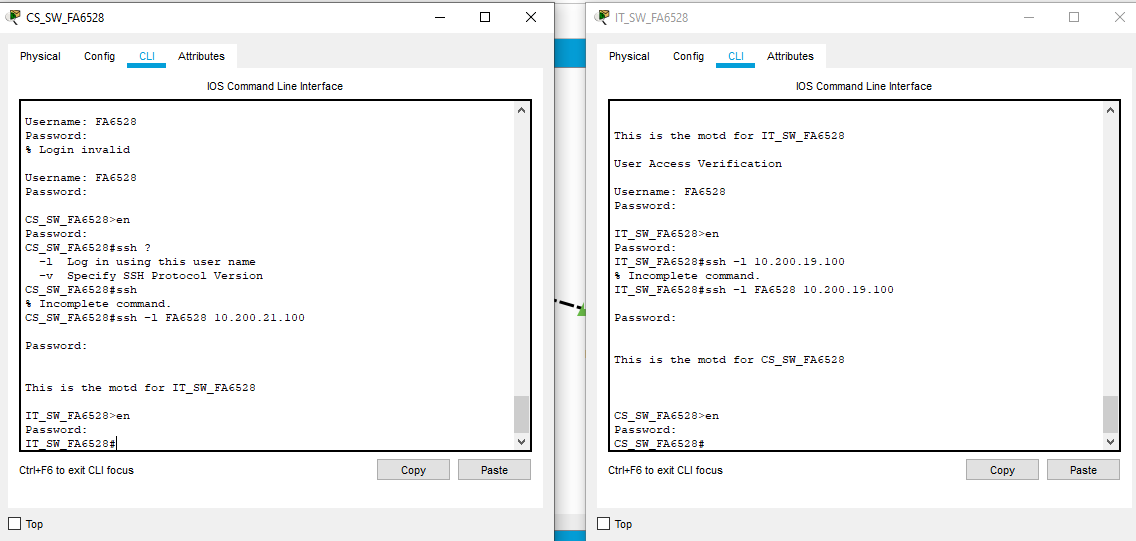 CS_SW_FA6528
Physical Config CLI Attributes
IOS Command Line Interface
Username: FA6528
Password:
% Login invalid
Username: FA6528
Password:
CS_SW_FA6528>en
Password:
CS_SW_FA6528#ssh ?
-l Log in using this user name
-v Specify SSH Protocol Version
CS_SW_FA6528#ssh
% Incomplete command.
CS_SW_FA6528#ssh -l FA6528 10.200.21.100
Password:
This is the motd for IT_SW_FA6528
IT_SW_FA6528>en
Password:
IT_SW_FA6528#
Ctrl+F6 to exit CLI focus
Copy Paste
Top
IT_SW_FA6528
Physical Config CLI Attributes
IOS Command Line Interface
This is the motd for IT_SW_FA6528
User Access Verification
Username: FA6528
Password:
IT_SW_FA6528>en
Password:
IT_SW_FA6528#ssh -l 10.200.19.100
% Incomplete command.
IT_SW_FA6528#ssh -l FA6528 10.200.19.100
Password:
This is the motd for CS_SW_FA6528
CS_SW_FA6528>en
Password:
CS_SW_FA6528#
Ctrl+F6 to exit CLI focus
Copy Paste
Top